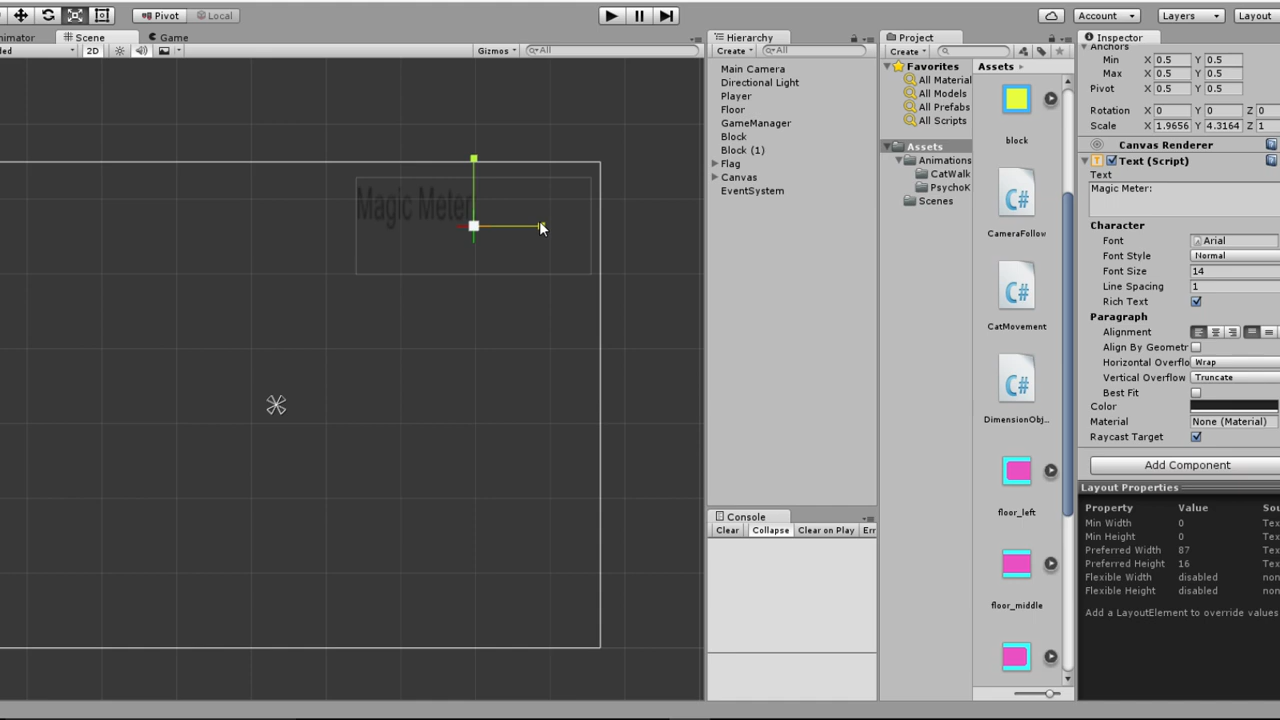 Pivot
Local
Account
Layers
Layout
nimator
Scene
Game
Hierarchy
Project
Inspector
ded
2D
Gizmos
All
Create
All
Create
Main Camera
Directional Light
Player
Floor
GameManager
Block
Block (1)
Flag
Canvas
EventSystem
Magic Meter
Console
Clear
Collapse
Clear on Play
Err
Favorites
All Material
All Models
All Prefabs
All Scripts
Assets
Animations
CatWalk
PsychoK
Scenes
Assets
block
CameraFollow
CatMovement
DimensionObj...
floor_left
floor_middle
Anchors
Min X 0.5 Y 0.5
Max X 0.5 Y 0.5
Pivot X 0.5 Y 0.5
Rotation X 0 Y 0 Z 0
Scale X 1.9656 Y 4.3164 Z 1
Canvas Renderer
Text (Script)
Text
Magic Meter:
Character
Font Arial
Font Style Normal
Font Size 14
Line Spacing 1
Rich Text
Paragraph
Alignment
Align By Geometr
Horizontal Overflo Wrap
Vertical Overflow Truncate
Best Fit
Color
Material None (Material)
Raycast Target
Add Component
Layout Properties
Property Value Sou
Min Width 0 Tex
Min Height 0 Tex
Preferred Width 87 Tex
Preferred Height 16 Tex
Flexible Width disabled non
Flexible Height disabled non
Add a LayoutElement to override values